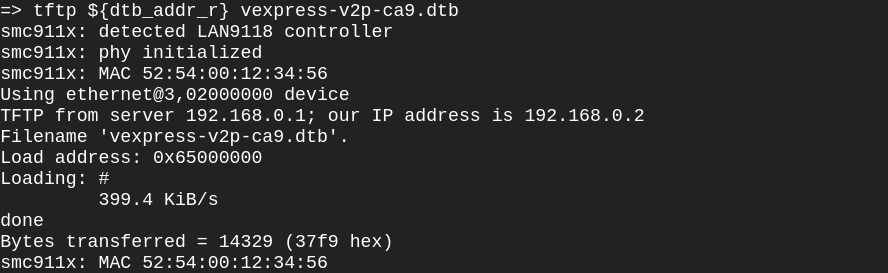 => tftp ${dtb_addr_r} vexpress-v2p-ca9.dtb
smc911x: detected LAN9118 controller
smc911x: phy initialized
smc911x: MAC 52:54:00:12:34:56
Using ethernet@3,02000000 device
TFTP from server 192.168.0.1; our IP address is 192.168.0.2
Filename 'vexpress-v2p-ca9.dtb'.
Load address: 0x65000000
Loading: #
         399.4 KiB/s
done
Bytes transferred = 14329 (37f9 hex)
smc911x: MAC 52:54:00:12:34:56